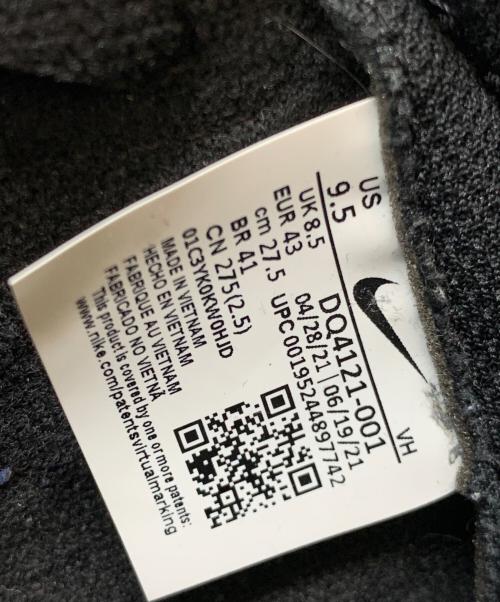 US
9.5
UK 8.5
EUR 43
cm 27.5
BR 41
CN 275(2.5)
VH
DQ4121-001
04/28/21 06/19/21
UPC 00195244897742
01C3YK0KW0HJD
MADE IN VIETNAM
HECHO EN VIETNAM
FABRIQUE AU VIETNAM
FABRICADO NO VIETNÃ
This product is covered by one or more patents:
www.nike.com/patentsvirtualmarking